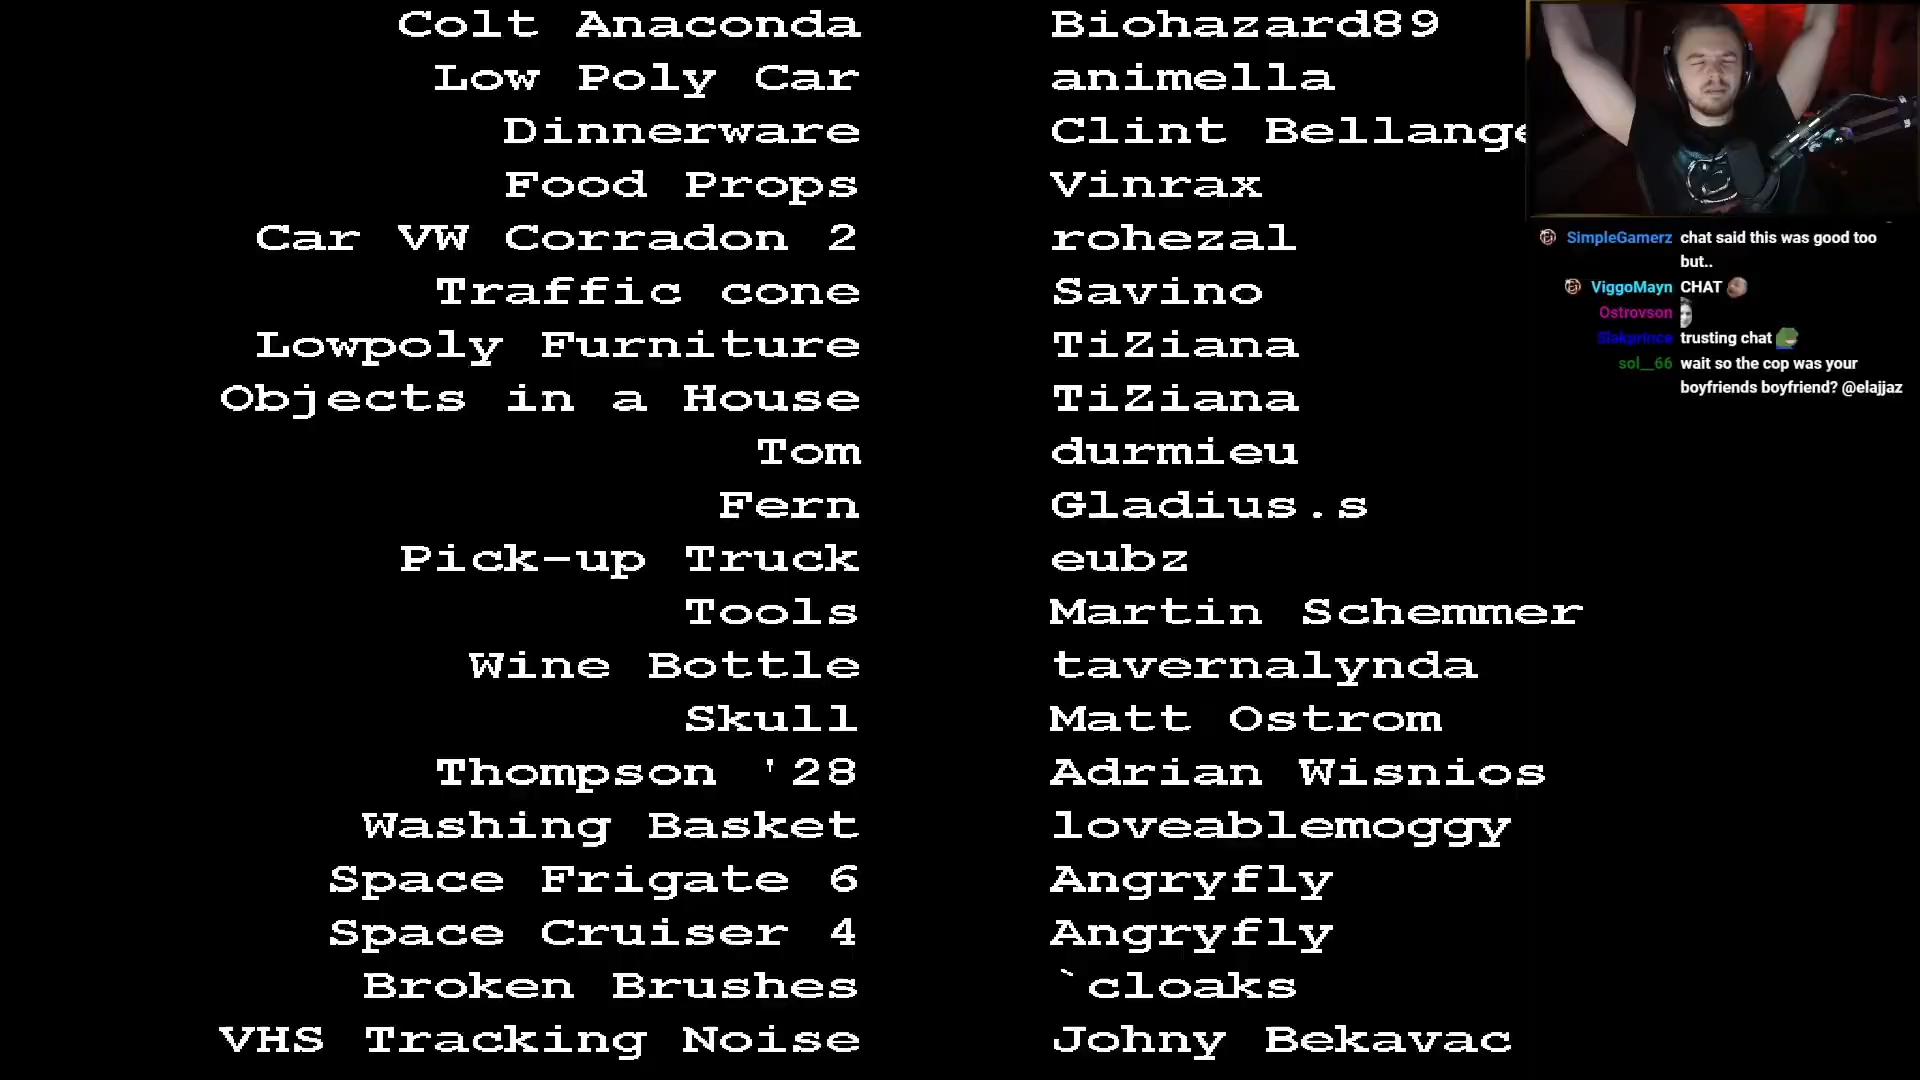 Colt Anaconda Biohazard89
Low Poly Car animella
Dinnerware Clint Bellange
Food Props Vinrax
Car VW Corradon 2 rohezal
Traffic cone Savino
Lowpoly Furniture TiZiana
Objects in a House TiZiana
Tom durmieu
Fern Gladius.s
Pick-up Truck eubz
Tools Martin Schemmer
Wine Bottle tavernalynda
Skull Matt Ostrom
Thompson '28 Adrian Wisnios
Washing Basket loveablemoggy
Space Frigate 6 Angryfly
Space Cruiser 4 Angryfly
Broken Brushes `cloaks
VHS Tracking Noise Johny Bekavac
SimpleGamerz chat said this was good too
but..
ViggoMayn CHAT
Ostrovson
Slakprince trusting chat
sol__66 wait so the cop was your
boyfriends boyfriend? @elajjaz